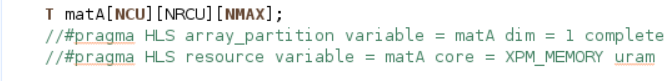 T matA[NCU][NRCU][NMAX];
//#pragma HLS array_partition variable = matA dim = 1 complete
//#pragma HLS resource variable = matA core = XPM_MEMORY uram